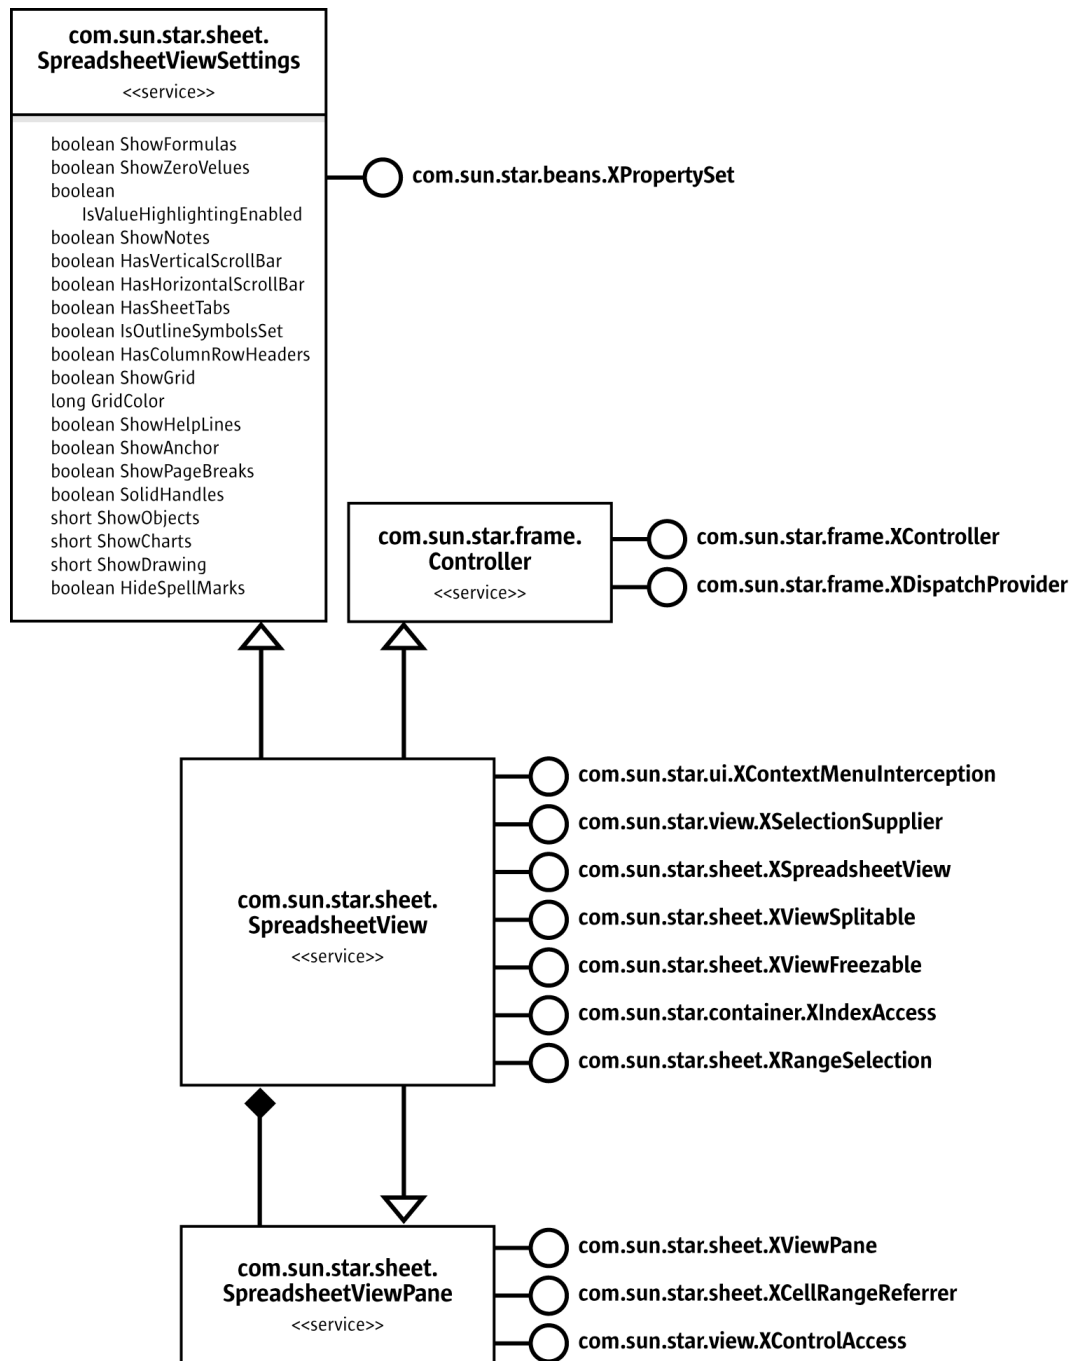 com.sun.star.sheet.
SpreadsheetViewSettings
<<service>>
boolean ShowFormulas
boolean ShowZeroVelues
boolean
IsValueHighlightingEnabled
boolean ShowNotes
boolean HasVerticalScrollBar
boolean HasHorizontalScrollBar
boolean HasSheetTabs
boolean IsOutlineSymbolsSet
boolean HasColumnRowHeaders
boolean ShowGrid
long GridColor
boolean ShowHelpLines
boolean ShowAnchor
boolean ShowPageBreaks
boolean SolidHandles
short ShowObjects
short ShowCharts
short ShowDrawing
boolean HideSpellMarks
com.sun.star.beans.XPropertySet
com.sun.star.frame.
Controller
<<service>>
com.sun.star.frame.XController
com.sun.star.frame.XDispatchProvider
com.sun.star.sheet.
SpreadsheetView
<<service>>
com.sun.star.ui.XContextMenuInterception
com.sun.star.view.XSelectionSupplier
com.sun.star.sheet.XSpreadsheetView
com.sun.star.sheet.XViewSplitable
com.sun.star.sheet.XViewFreezable
com.sun.star.container.XIndexAccess
com.sun.star.sheet.XRangeSelection
com.sun.star.sheet.
SpreadsheetViewPane
<<service>>
com.sun.star.sheet.XViewPane
com.sun.star.sheet.XCellRangeReferrer
com.sun.star.view.XControlAccess